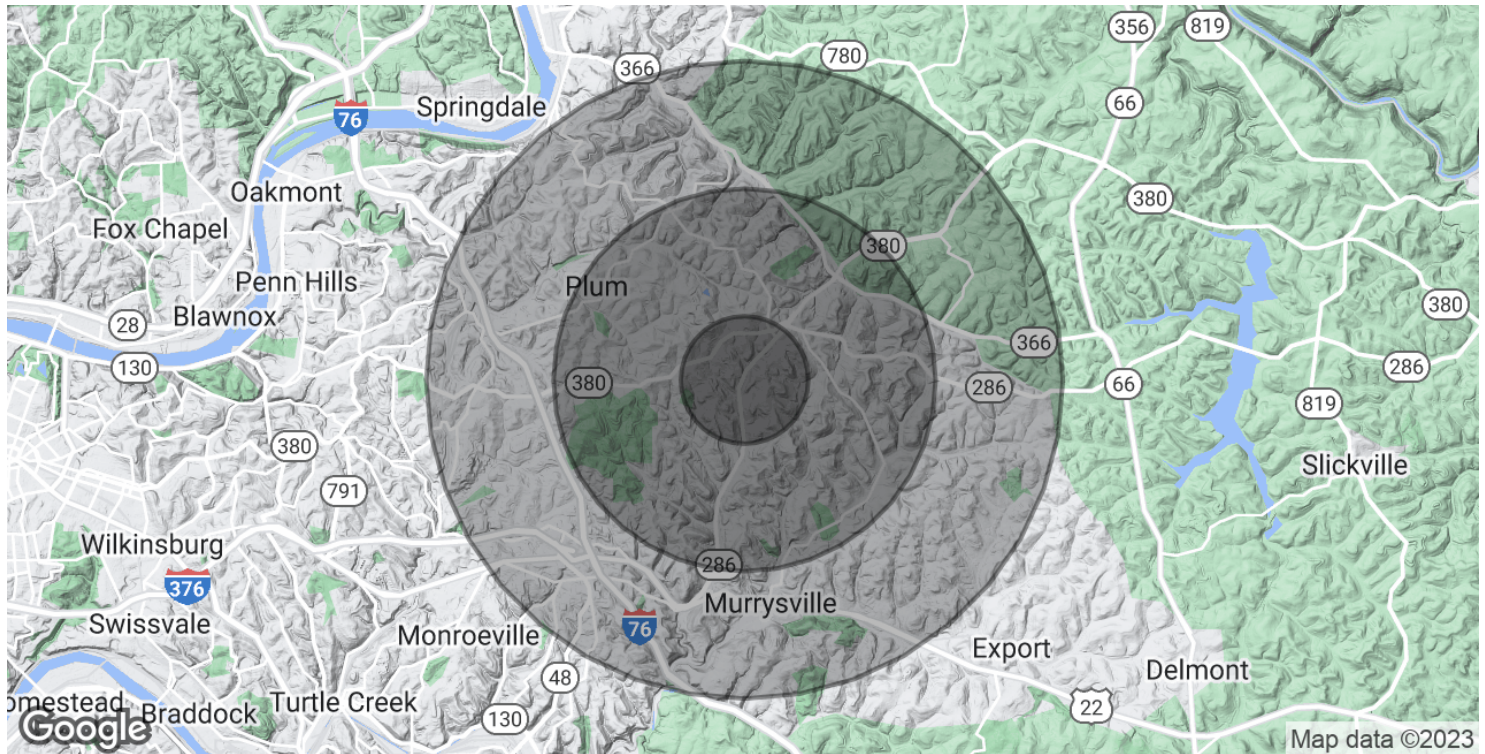 356
819
366
780
Springdale
76
66
Oakmont
380
Fox Chapel
380
Penn Hills
Plum
380
28
Blawnox
130
366
286
380
286
66
819
380
Slickville
791
Wilkinsburg
286
376
Murrysville
Swissvale
76
Monroeville
Export
Delmont
48
omestead
Turtle Creek
22
Braddock
130
Google
Map data ©2023